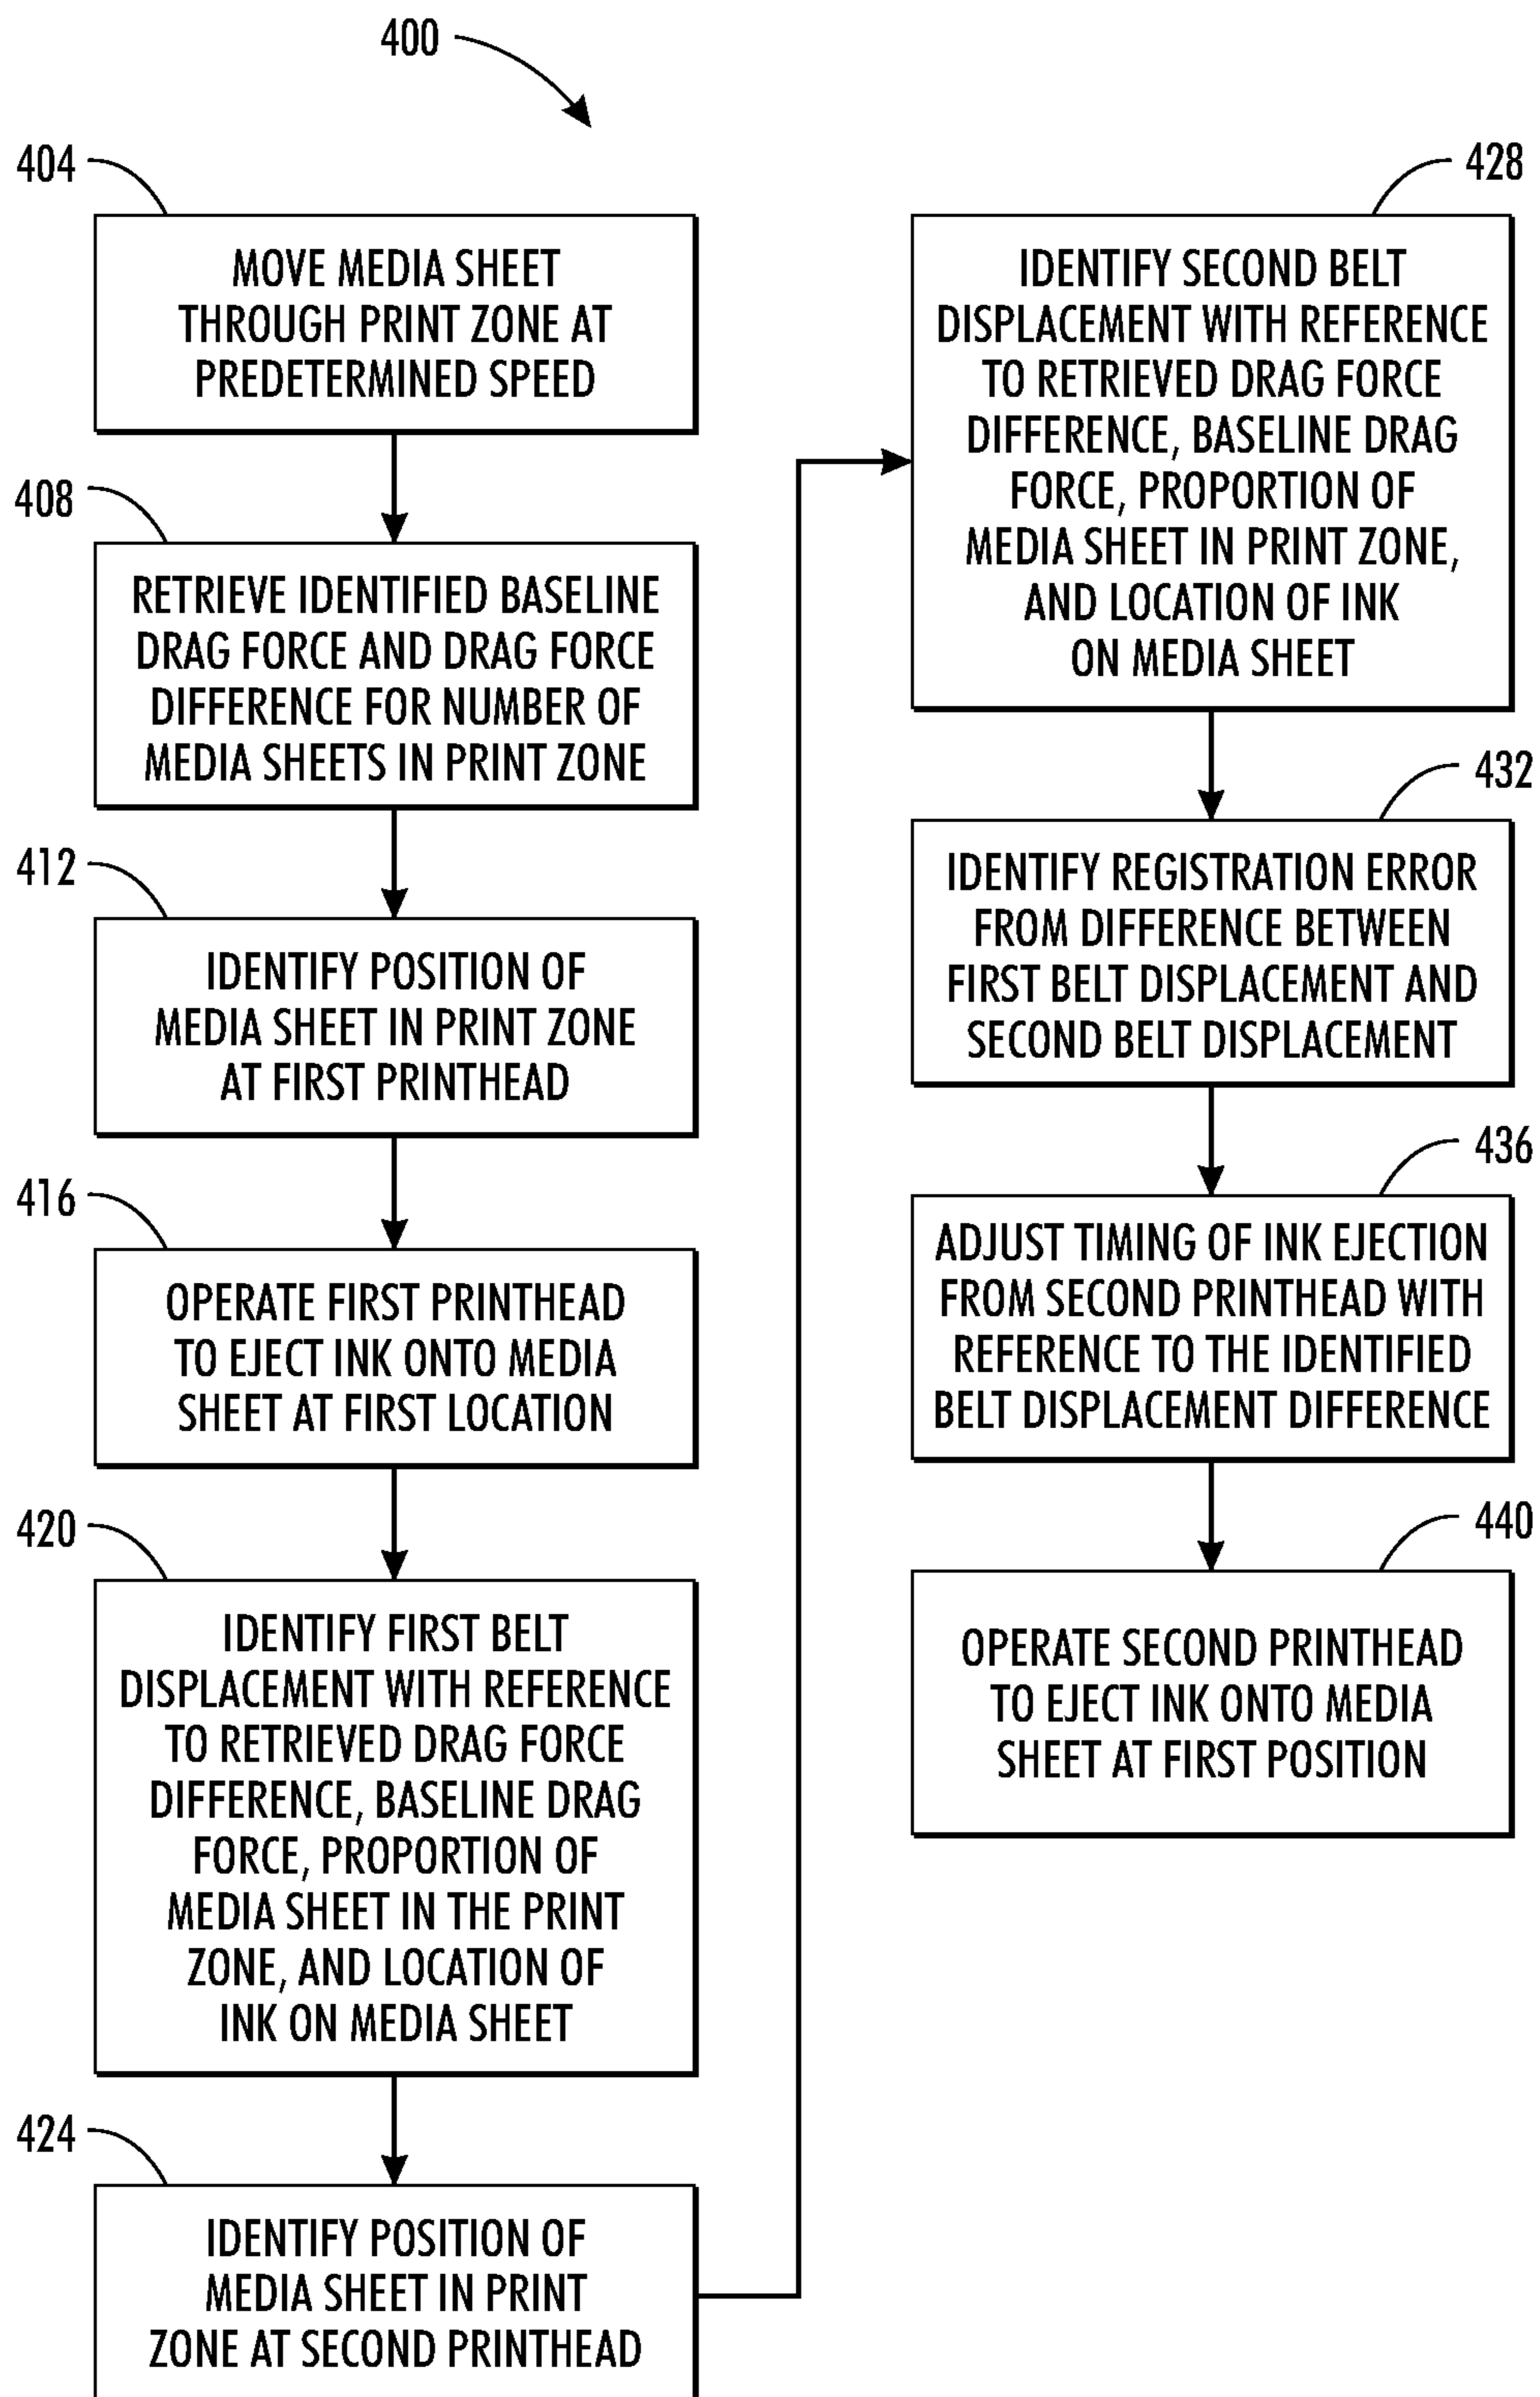 400
404
MOVE MEDIA SHEET
THROUGH PRINT ZONE AT
PREDETERMINED SPEED
408
RETRIEVE IDENTIFIED BASELINE
DRAG FORCE AND DRAG FORCE
DIFFERENCE FOR NUMBER OF
MEDIA SHEETS IN PRINT ZONE
412
IDENTIFY POSITION OF
MEDIA SHEET IN PRINT ZONE
AT FIRST PRINTHEAD
416
OPERATE FIRST PRINTHEAD
TO EJECT INK ONTO MEDIA
SHEET AT FIRST LOCATION
420
IDENTIFY FIRST BELT
DISPLACEMENT WITH REFERENCE
TO RETRIEVED DRAG FORCE
DIFFERENCE, BASELINE DRAG
FORCE, PROPORTION OF
MEDIA SHEET IN THE PRINT
ZONE, AND LOCATION OF
INK ON MEDIA SHEET
424
IDENTIFY POSITION OF
MEDIA SHEET IN PRINT
ZONE AT SECOND PRINTHEAD
428
IDENTIFY SECOND BELT
DISPLACEMENT WITH REFERENCE
TO RETRIEVED DRAG FORCE
DIFFERENCE, BASELINE DRAG
FORCE, PROPORTION OF
MEDIA SHEET IN PRINT ZONE,
AND LOCATION OF INK
ON MEDIA SHEET
432
IDENTIFY REGISTRATION ERROR
FROM DIFFERENCE BETWEEN
FIRST BELT DISPLACEMENT AND
SECOND BELT DISPLACEMENT
436
ADJUST TIMING OF INK EJECTION
FROM SECOND PRINTHEAD WITH
REFERENCE TO THE IDENTIFIED
BELT DISPLACEMENT DIFFERENCE
440
OPERATE SECOND PRINTHEAD
TO EJECT INK ONTO MEDIA
SHEET AT FIRST POSITION